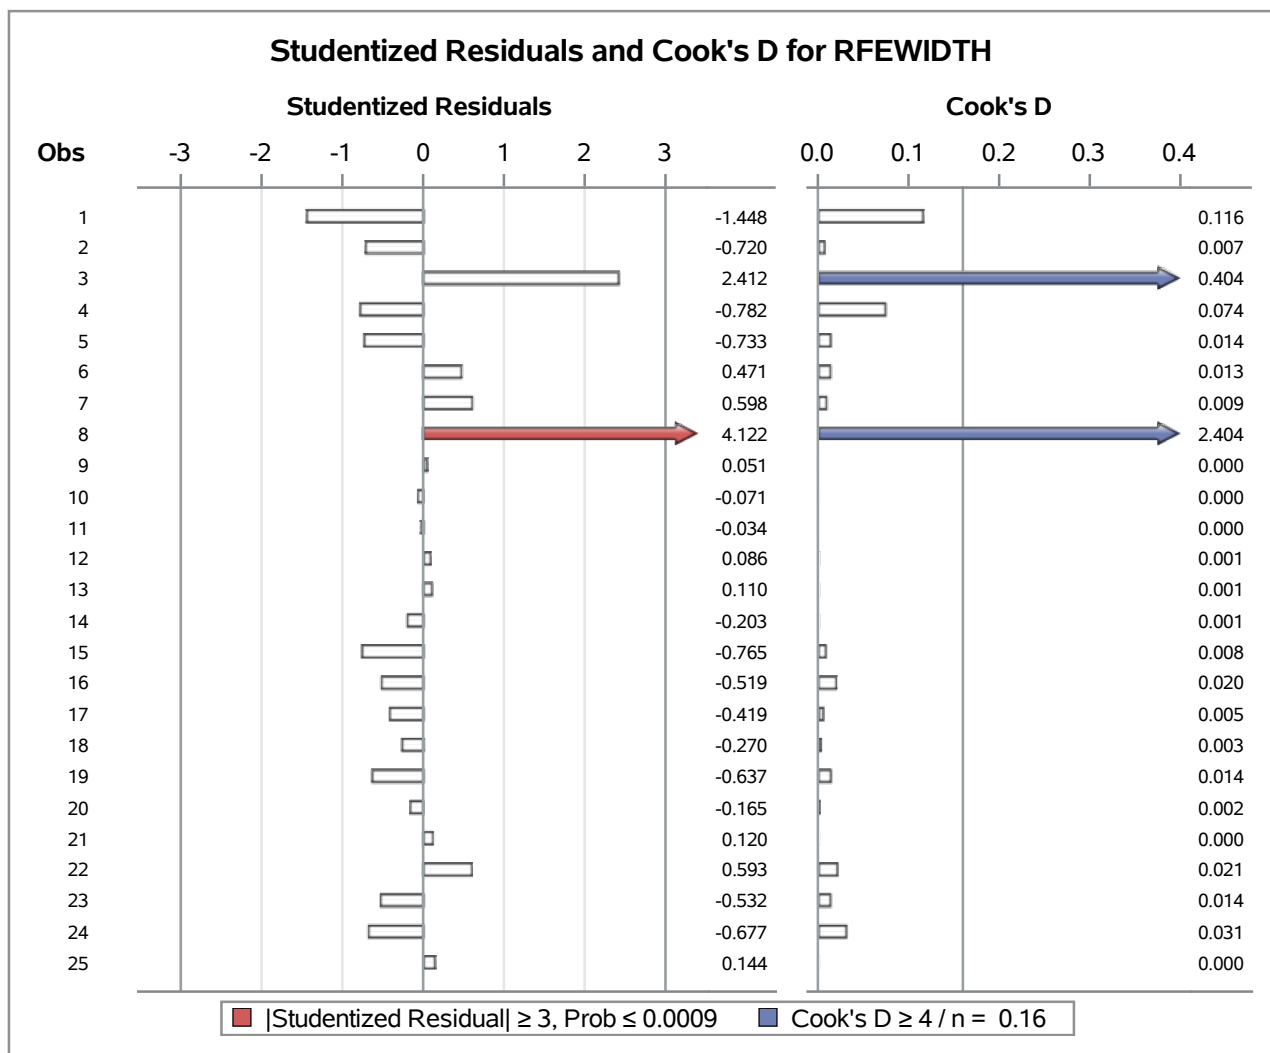 Studentized Residuals and Cook's D for RFEWIDTH
Studentized Residuals Cook's D
Obs -3 -2 -1 0 1 2 3 0.0 0.1 0.2 0.3 0.4
1 -1.448 0.116
2 -0.720 0.007
3 2.412 0.404
4 -0.782 0.074
5 -0.733 0.014
6 0.471 0.013
7 0.598 0.009
8 4.122 2.404
9 0.051 0.000
10 -0.071 0.000
11 -0.034 0.000
12 0.086 0.001
13 0.110 0.001
14 -0.203 0.001
15 -0.765 0.008
16 -0.519 0.020
17 -0.419 0.005
18 -0.270 0.003
19 -0.637 0.014
20 -0.165 0.002
21 0.120 0.000
22 0.593 0.021
23 -0.532 0.014
24 -0.677 0.031
25 0.144 0.000
|Studentized Residual| ≥ 3, Prob ≤ 0.0009 Cook's D ≥ 4 / n = 0.16